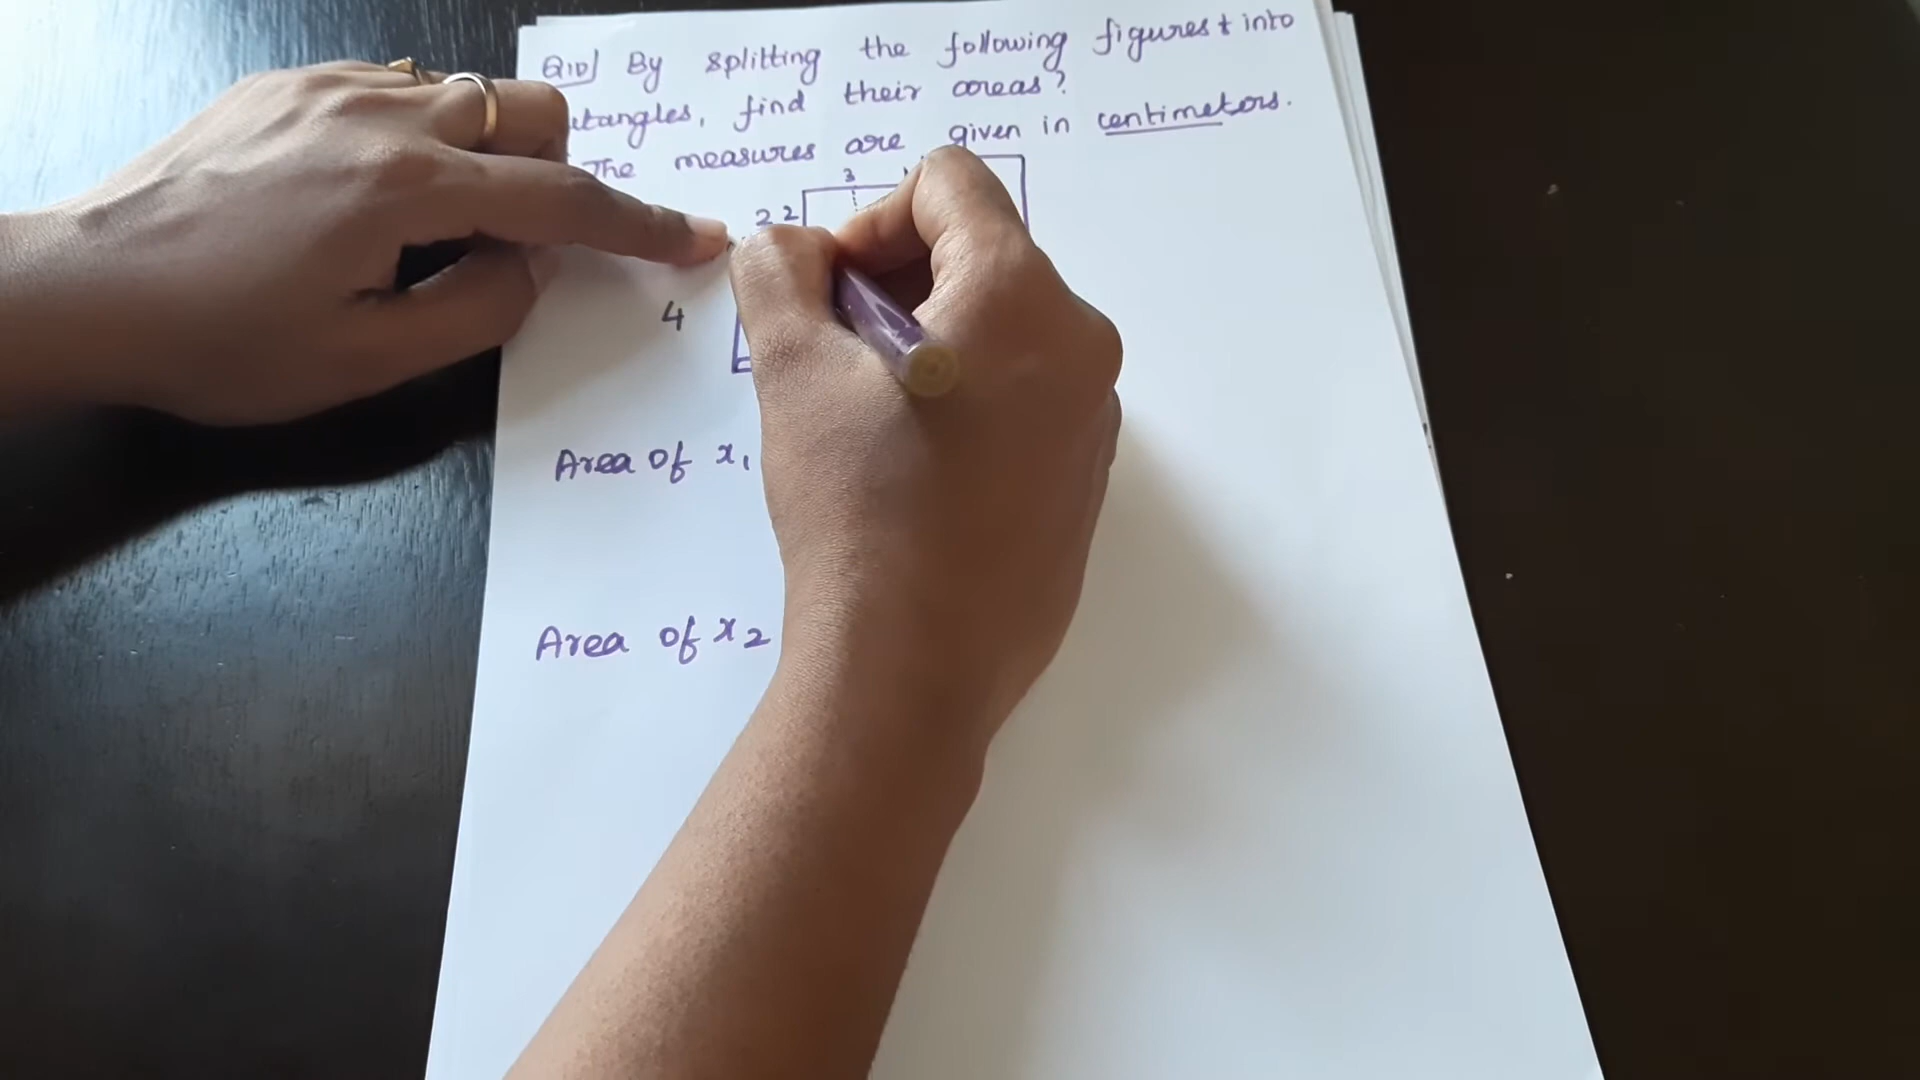 Q10) By splitting the following figures into
tangles, find their areas?
The measures are given in centimeters.
3
2 2
4
Area of x1
Area of x2